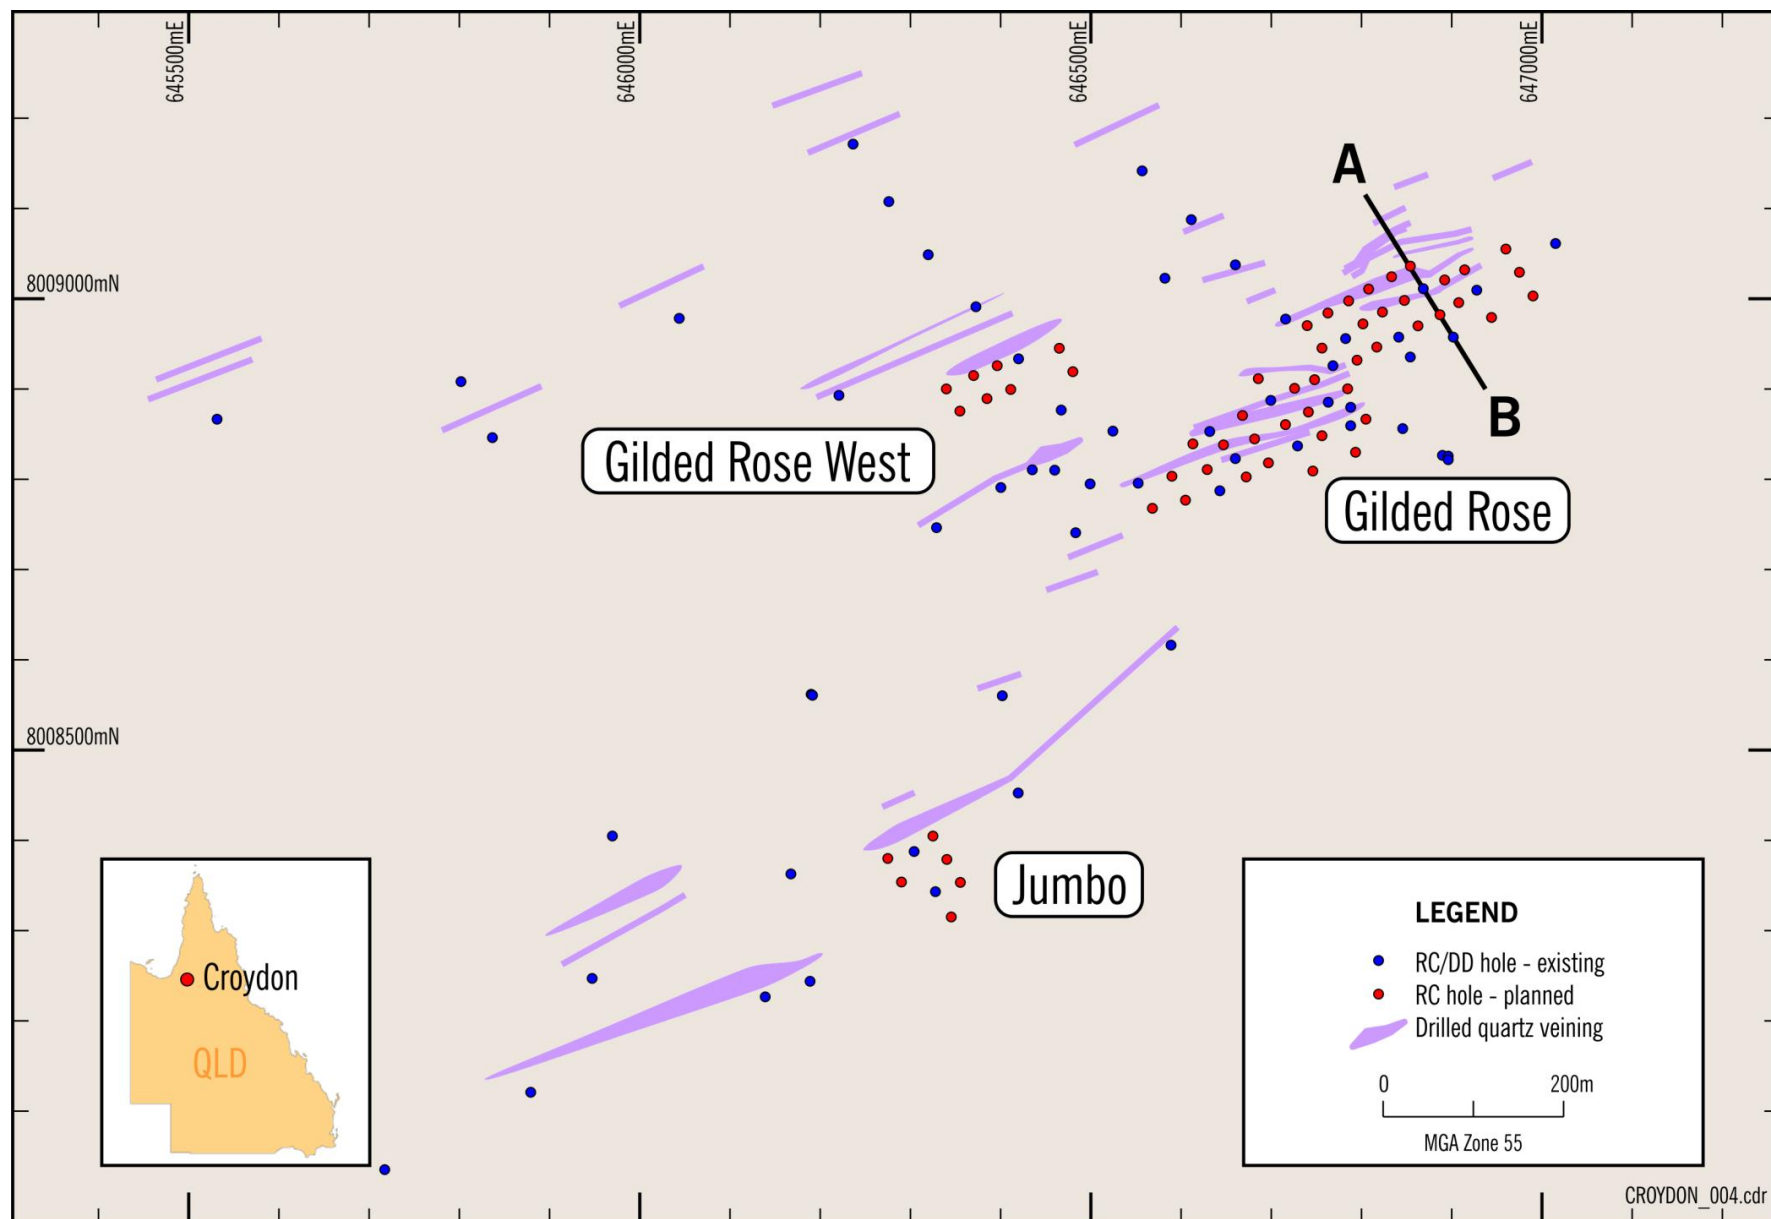 645500mE
646000mE
646500mE
647000mE
A
8009000mN
B
Gilded Rose West
Gilded Rose
8008500mN
Jumbo
Croydon
QLD
LEGEND
RC/DD hole - existing
RC hole - planned
Drilled quartz veining
0 200m
MGA Zone 55
CROYDON_004.cdr